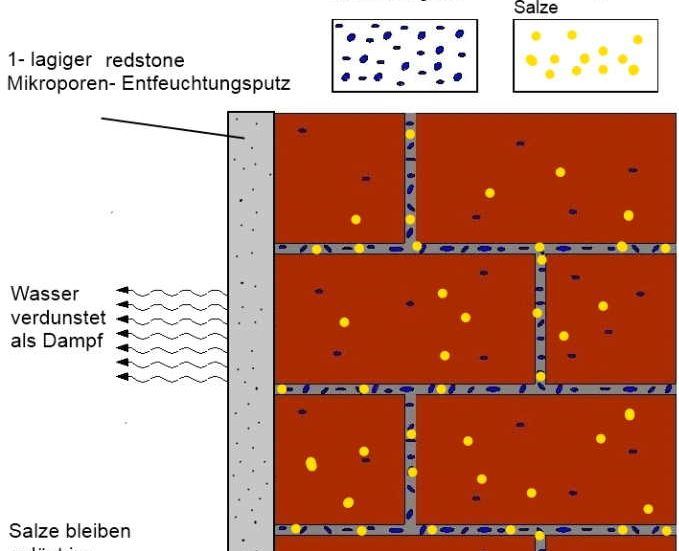 Salze
1- lagiger redstone
Mikroporen- Entfeuchtungsputz
Wasser
verdunstet
als Dampf
Salze bleiben